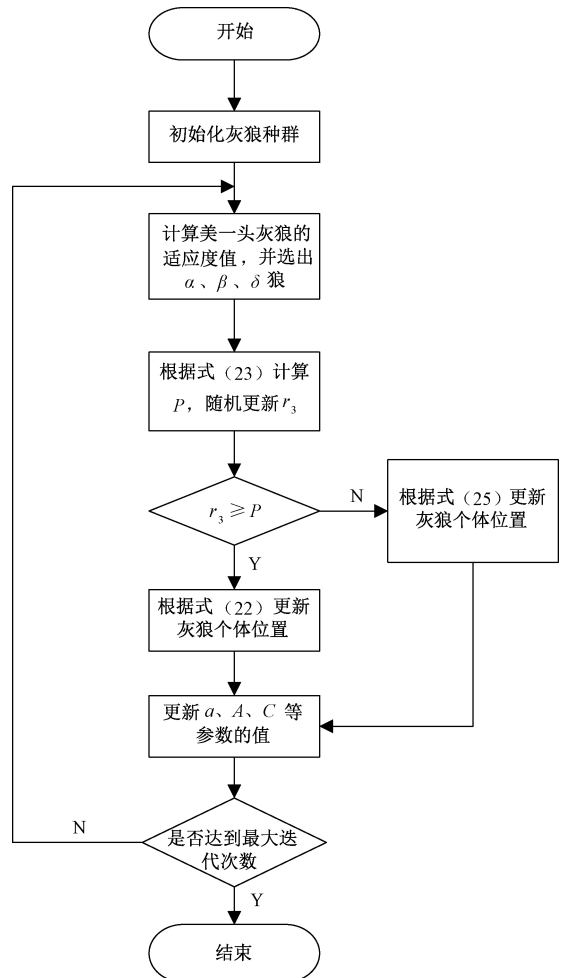 开始
初始化灰狼种群
计算美一头灰狼的
适应度值，并选出
α、β、δ狼
根据式（23）计算
P，随机更新r₃
r₃≥P
N
根据式（25）更新
灰狼个体位置
Y
根据式（22）更新
灰狼个体位置
更新a、A、C 等
参数的值
N
是否达到最大迭
代次数
Y
结束